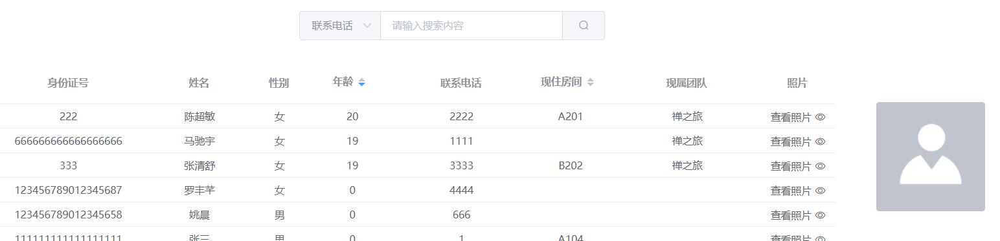 联系电话 请输入搜索内容
身份证号 姓名 性别 年龄 联系电话 现住房间 现属团队 照片
222 陈超敏 女 20 2222 A201 禅之旅 查看照片
666666666666666666 马驰宇 女 19 1111 禅之旅 查看照片
333 张清舒 女 19 3333 B202 禅之旅 查看照片
123456789012345687 罗丰芊 女 0 4444 查看照片
123456789012345658 姚晨 男 0 666 查看照片
111111111111111111 张三 男 0 1 A104 查看照片